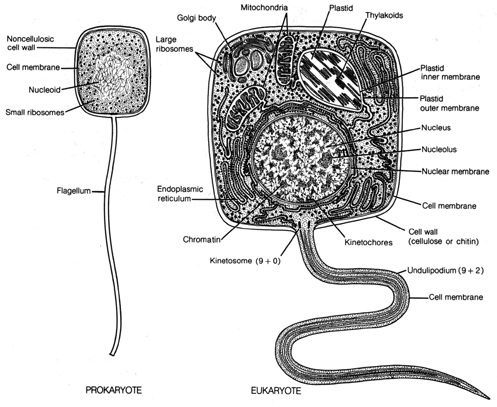 Noncellulosic
cell wall
Cell membrane
Nucleoid
Small ribosomes
Flagellum
PROKARYOTE
Mitochondria
Golgi body
Plastid
Thylakoids
Large
ribosomes
Plastid
inner membrane
Plastid
outer membrane
Nucleus
Nucleolus
Nuclear membrane
Endoplasmic
reticulum
Cell membrane
Chromatin
Kinetochores
Cell wall
(cellulose or chitin)
Kinetosome (9 + 0)
Undulipodium (9 + 2)
Cell membrane
EUKARYOTE